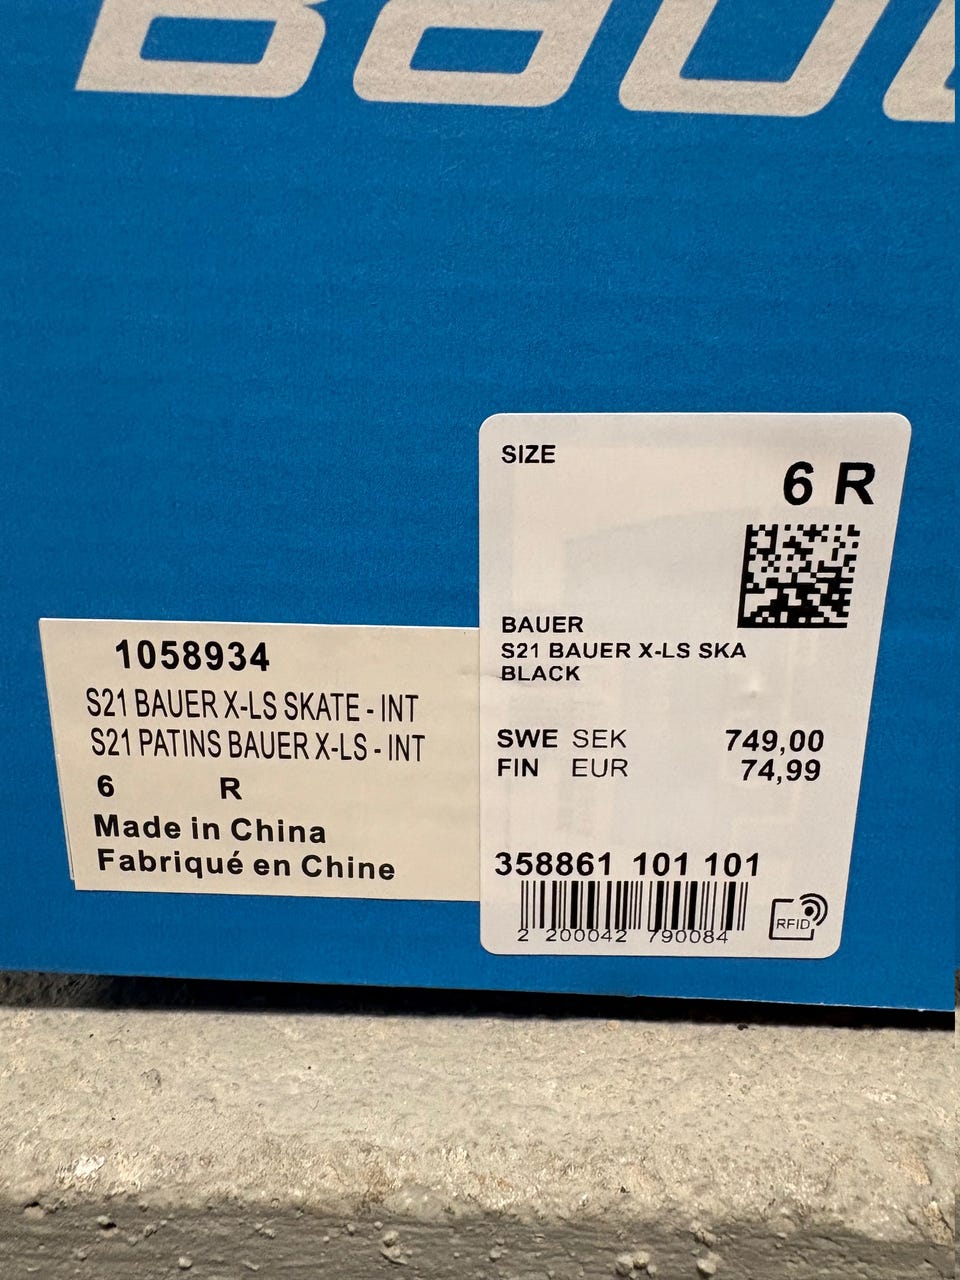 BAUE
1058934
S21 BAUER X-LS SKATE - INT
S21 PATINS BAUER X-LS - INT
6 R
Made in China
Fabriqué en Chine
SIZE
6 R
BAUER
S21 BAUER X-LS SKA
BLACK
SWE SEK 749,00
FIN EUR 74,99
358861 101 101
2 200042 790084
RFID